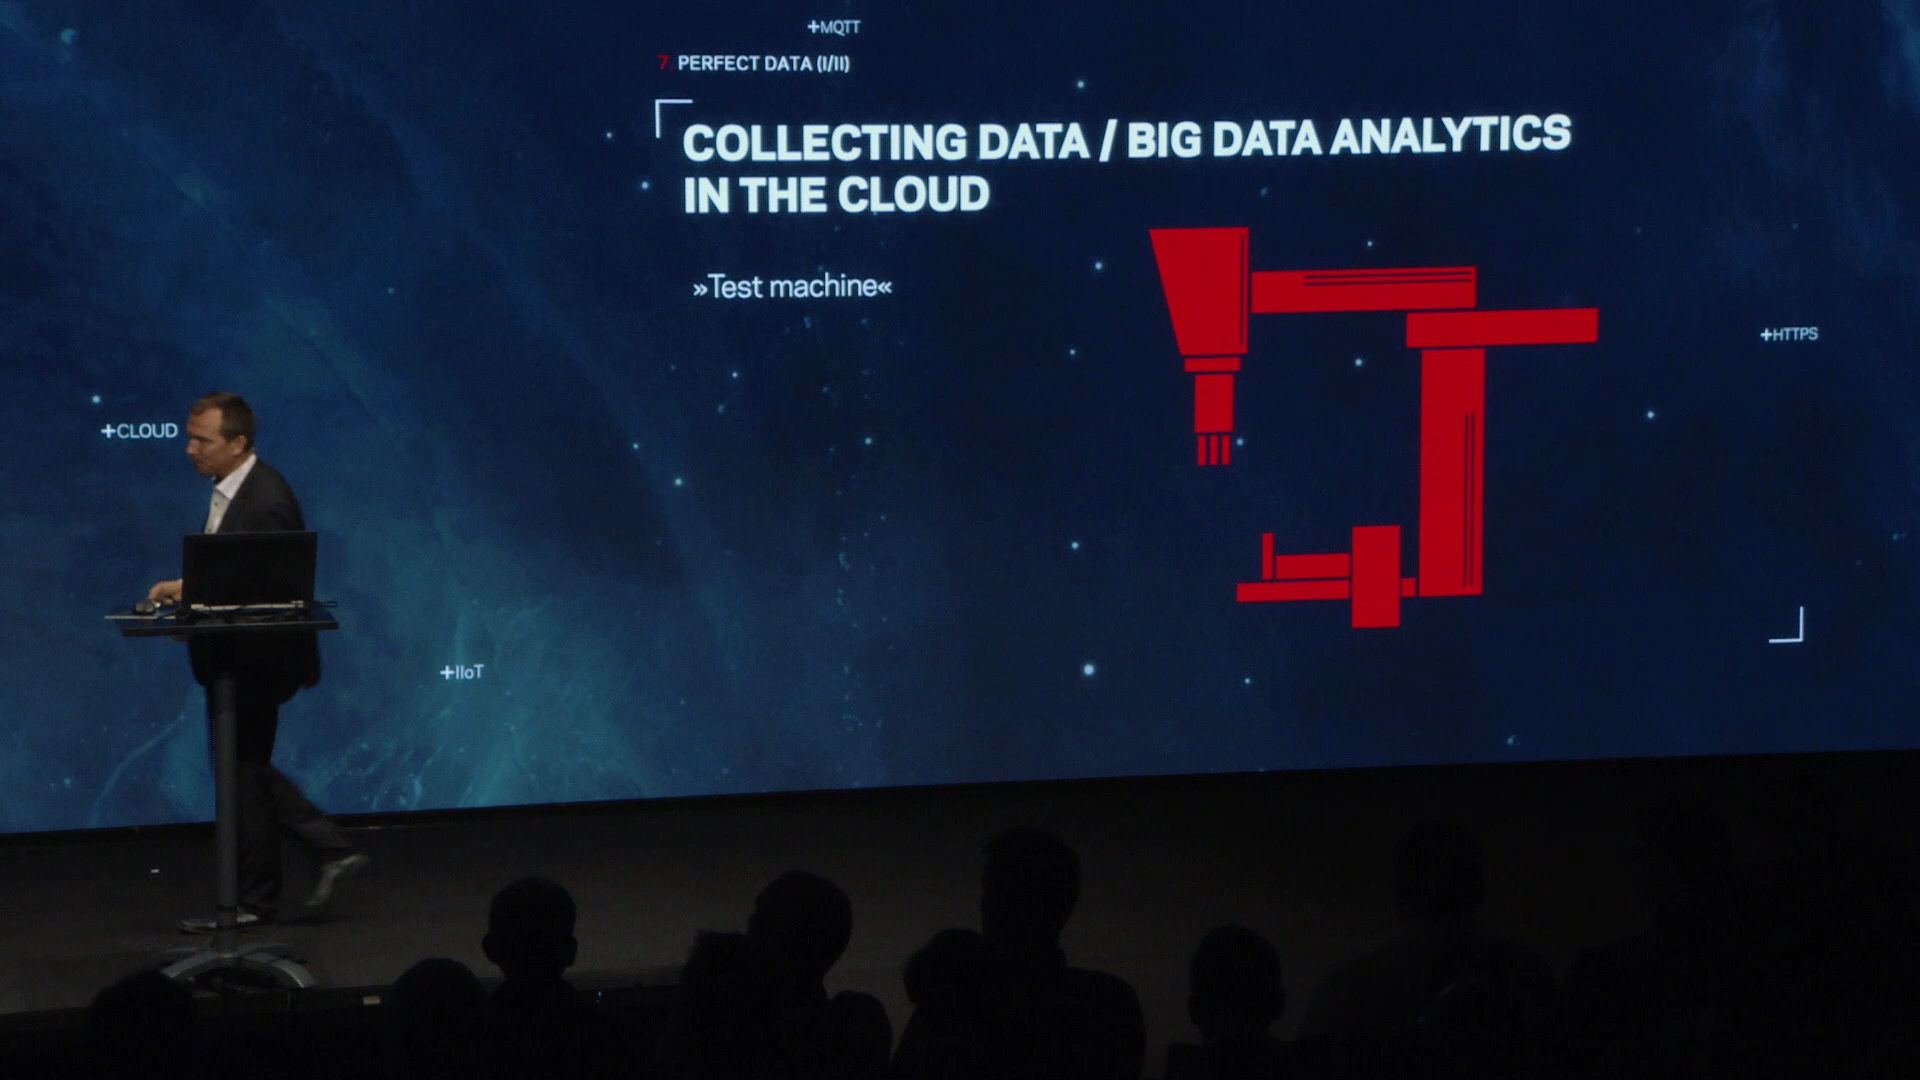 +MQTT
7. PERFECT DATA (I/II)
COLLECTING DATA / BIG DATA ANALYTICS
IN THE CLOUD
»Test machine«
+HTTPS
+CLOUD
+IIoT